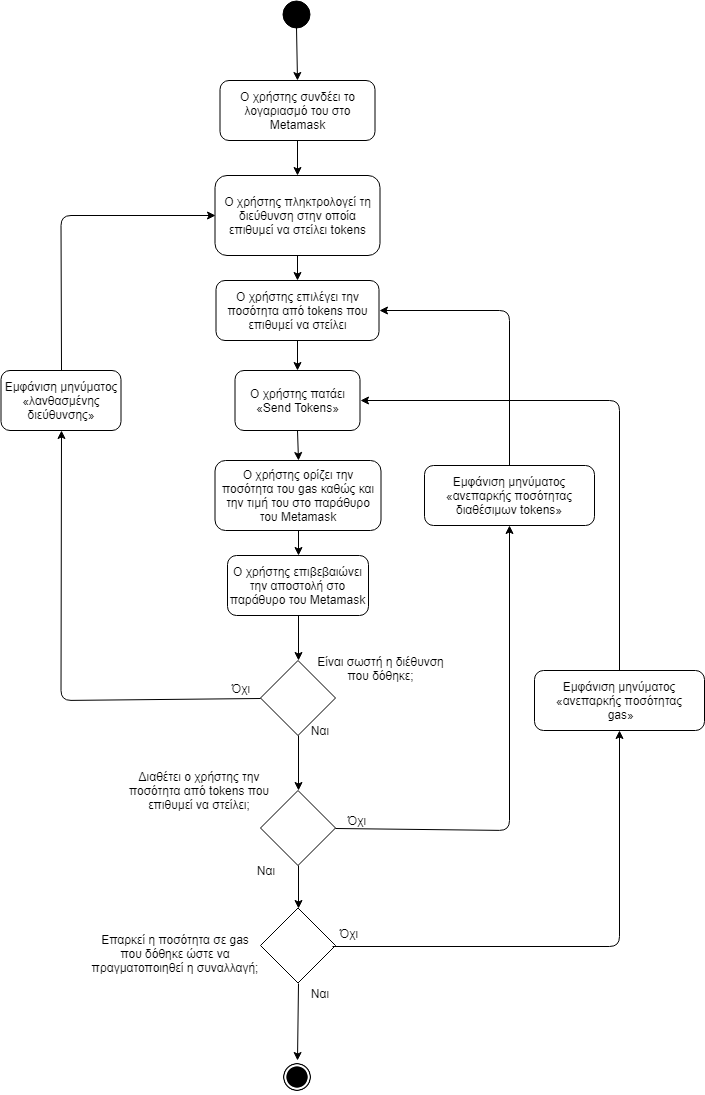 Ο χρήστης συνδέει το
λογαριασμό του στο
Metamask
Ο χρήστης πληκτρολογεί τη
διεύθυνση στην οποία
επιθυμεί να στείλει tokens
Ο χρήστης επιλέγει την
ποσότητα από tokens που
επιθυμεί να στείλει
Εμφάνιση μηνύματος
«λανθασμένης
διεύθυνσης»
Ο χρήστης πατάει
«Send Tokens»
Ο χρήστης ορίζει την
ποσότητα του gas καθώς και
την τιμή του στο παράθυρο
του Metamask
Εμφάνιση μηνύματος
«ανεπαρκής ποσότητας
διαθέσιμων tokens»
Ο χρήστης επιβεβαιώνει
την αποστολή στο
παράθυρο του Metamask
Είναι σωστή η διέθυνση
που δόθηκε;
Όχι
Ναι
Εμφάνιση μηνύματος
«ανεπαρκής ποσότητας
gas»
Διαθέτει ο χρήστης την
ποσότητα από tokens που
επιθυμεί να στείλει;
Όχι
Ναι
Επαρκεί η ποσότητα σε gas
που δόθηκε ώστε να
πραγματοποιηθεί η συναλλαγή;
Όχι
Ναι